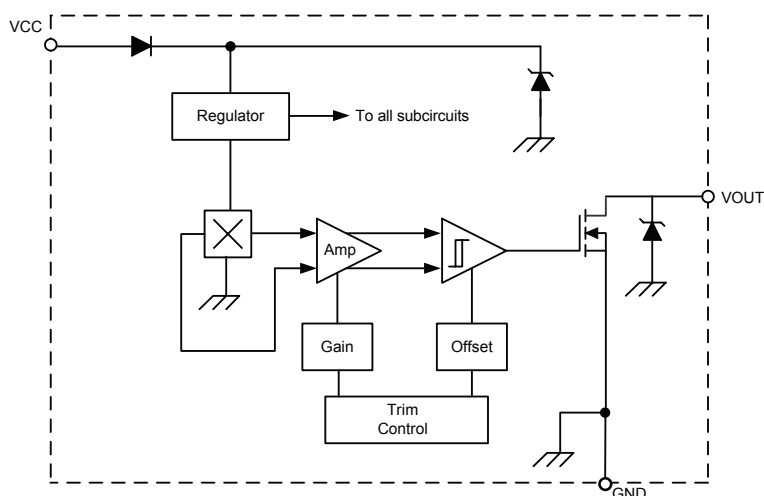 VCC
Regulator
To all subcircuits
VOUT
Amp
Gain
Offset
Trim
Control
GND